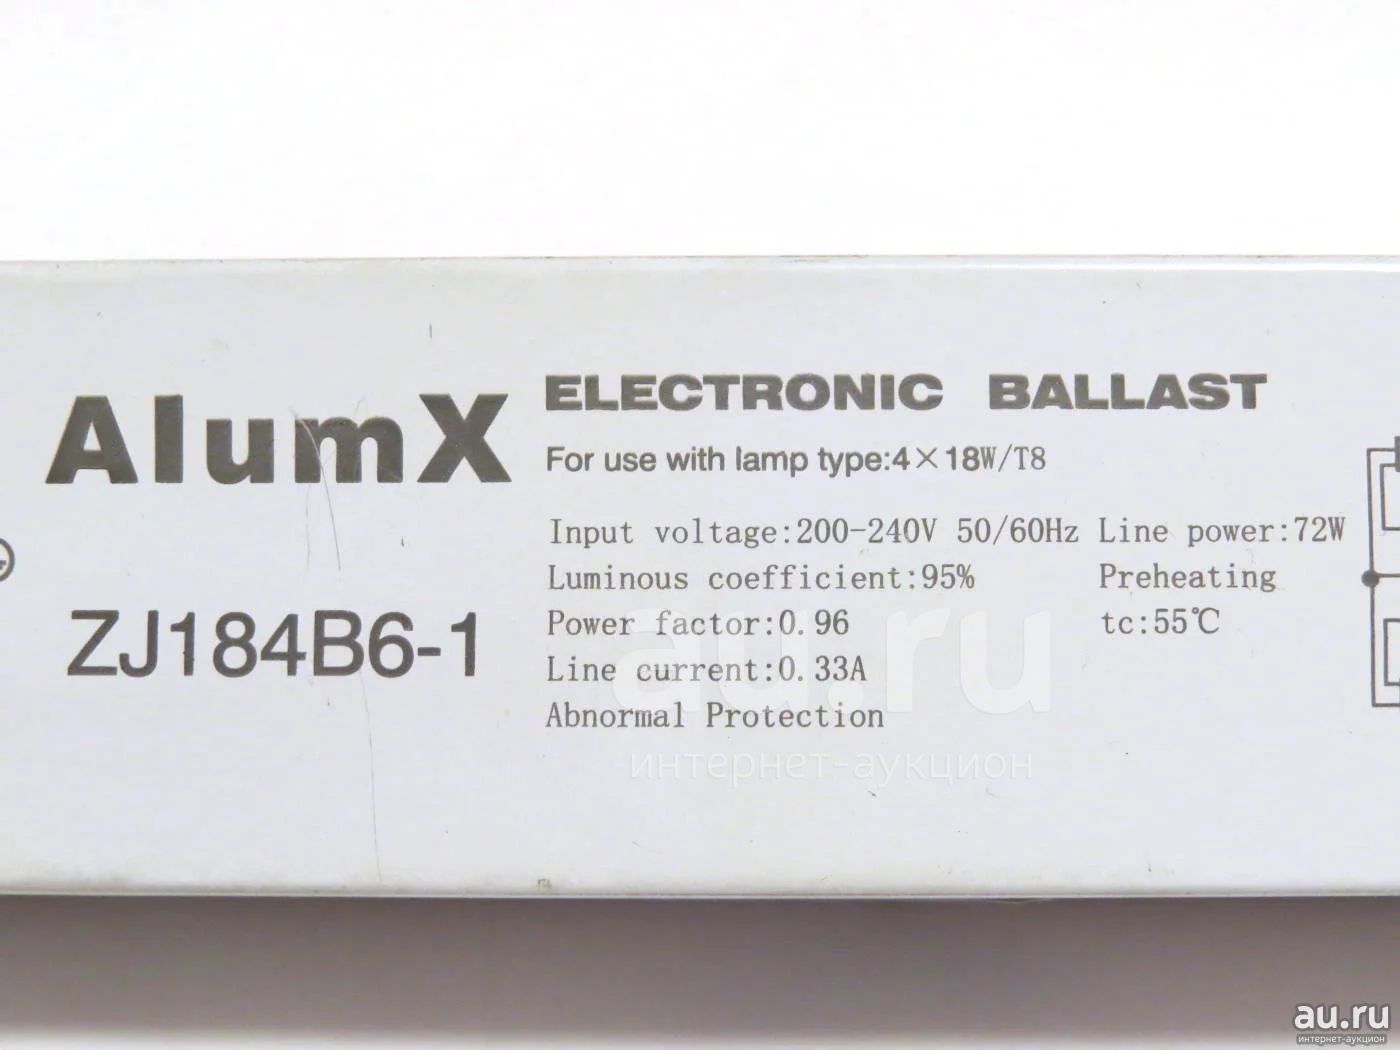 AlumX
ZJ184B6-1
ELECTRONIC BALLAST
For use with lamp type:4×18W/T8
Input voltage:200-240V 50/60Hz Line power:72W
Luminous coefficient:95% Preheating
Power factor:0.96 tc:55℃
Line current:0.33A
Abnormal Protection
au.ru
интернет-аукцион
au.ru
интернет-аукцион